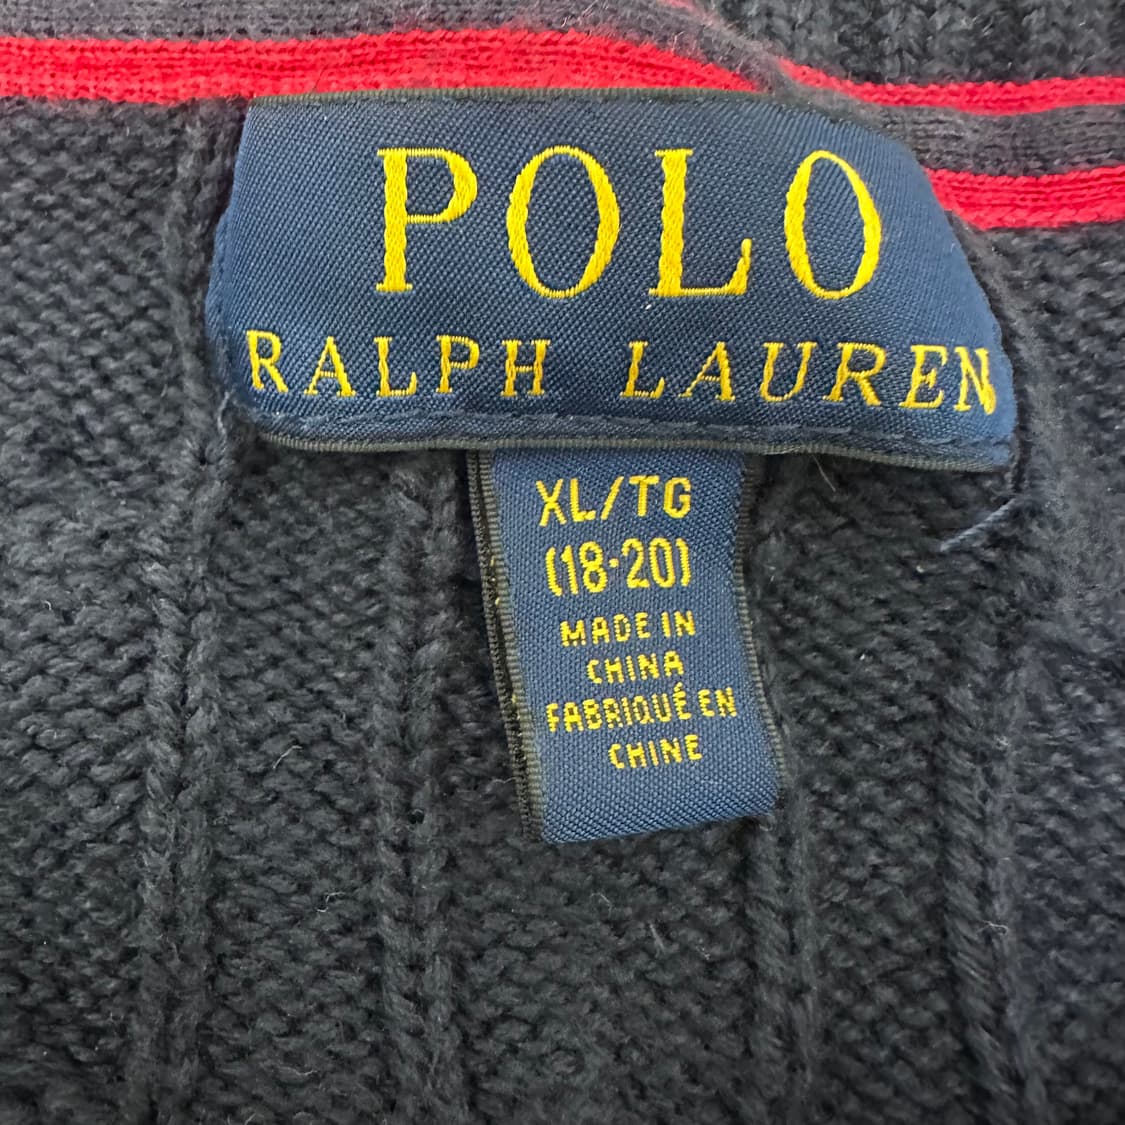 POLO
RALPH LAUREN
XL/TG
(18-20)
MADE IN
CHINA
FABRIQUÉ EN
CHINE